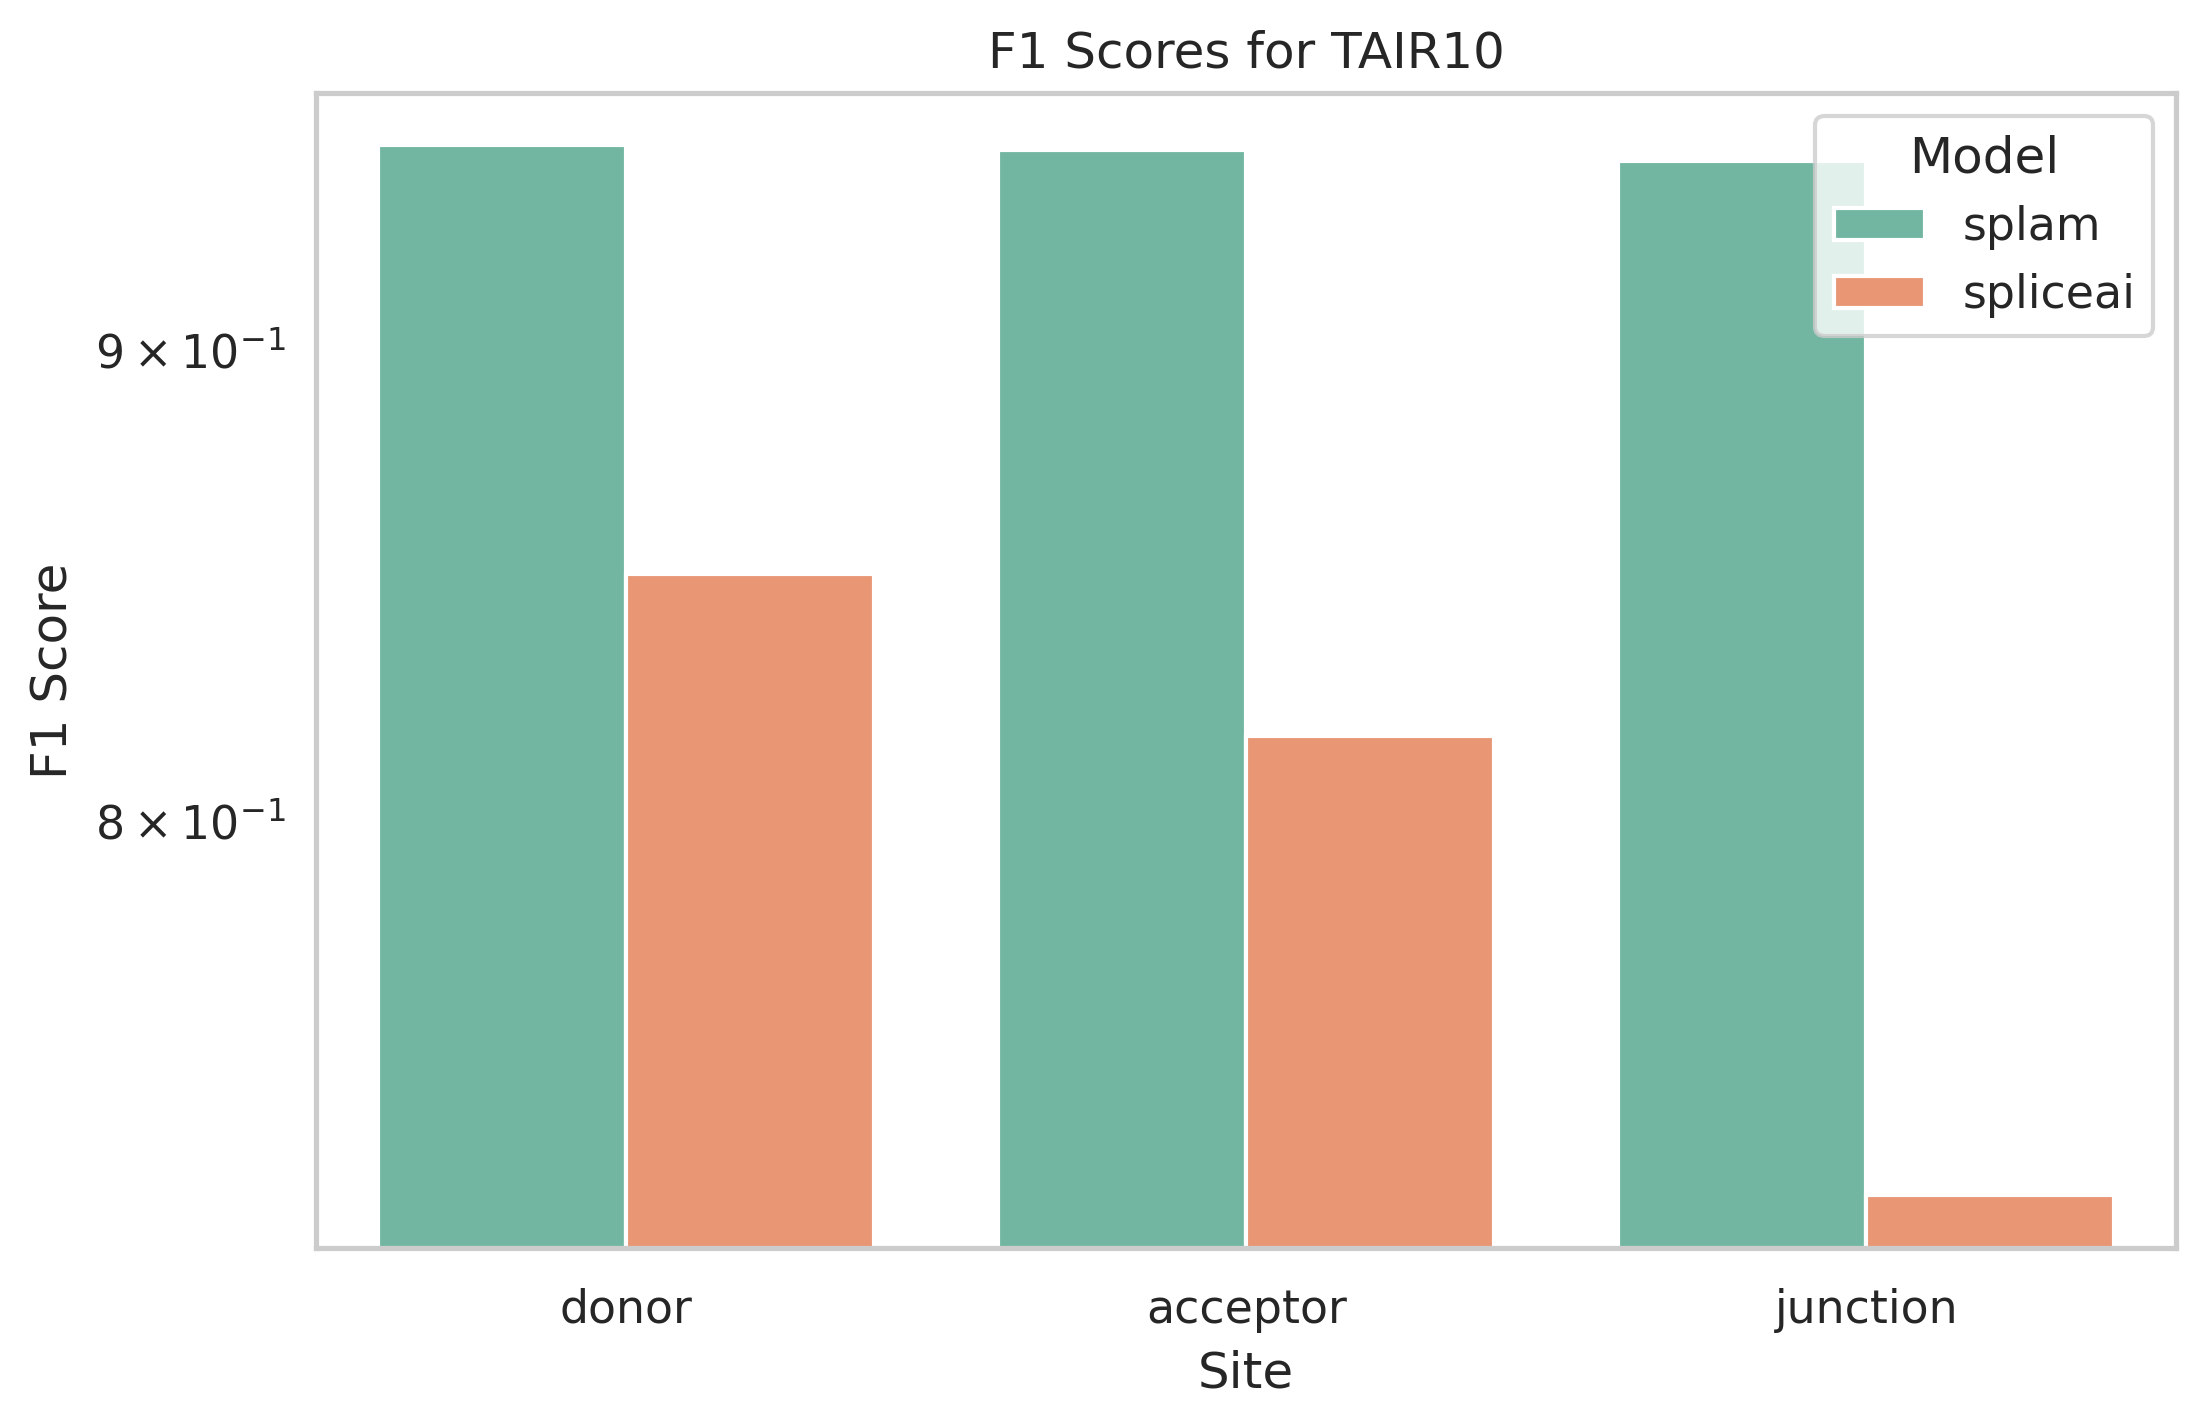 F1 Scores for TAIR10
Model
splam
spliceai
9 × 10⁻¹
8 × 10⁻¹
F1 Score
donor
acceptor
junction
Site